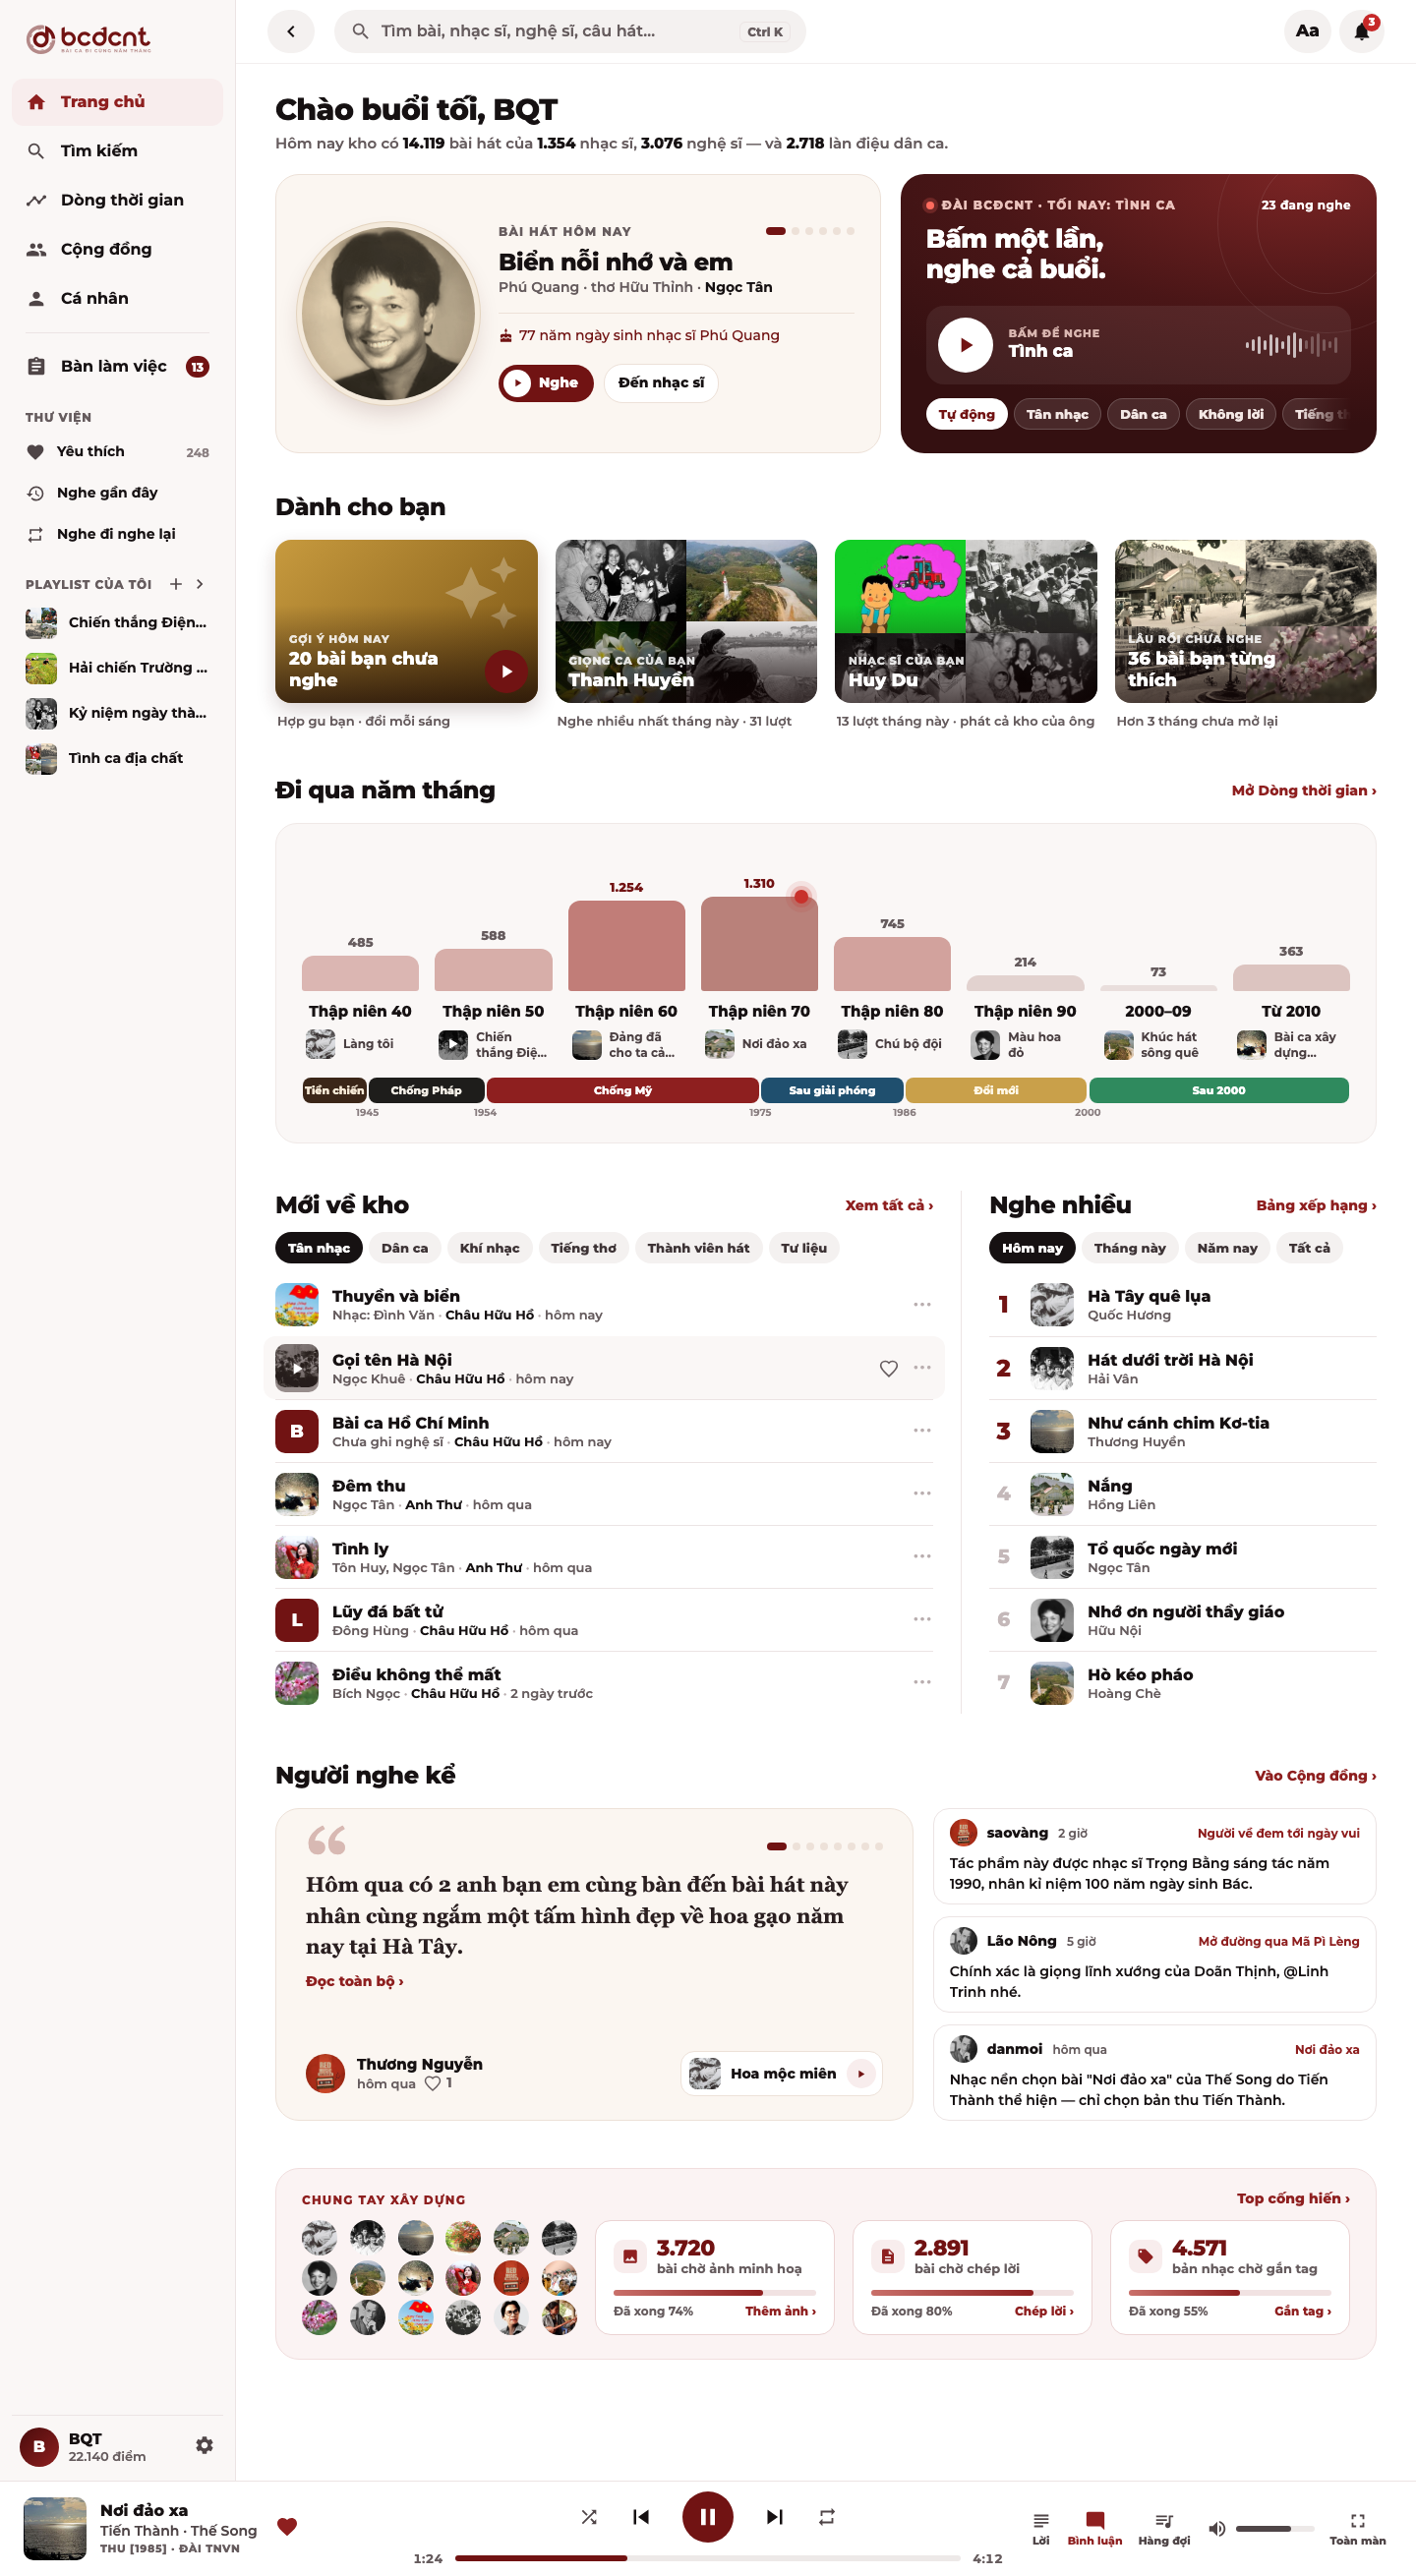 bcdcnt
BÀI CA ĐI CÙNG NĂM THÁNG
Trang chủ
Tìm kiếm
Dòng thời gian
Cộng đồng
Cá nhân
Bàn làm việc 13
THƯ VIỆN
Yêu thích 248
Nghe gần đây
Nghe đi nghe lại
PLAYLIST CỦA TÔI
Chiến thắng Điện...
Hải chiến Trường ...
Kỷ niệm ngày thà...
Tình ca địa chất
BQT
22.140 điểm
Tìm bài, nhạc sĩ, nghệ sĩ, câu hát... Ctrl K
Aa 3
Chào buổi tối, BQT
Hôm nay kho có 14.119 bài hát của 1.354 nhạc sĩ, 3.076 nghệ sĩ — và 2.718 làn điệu dân ca.
BÀI HÁT HÔM NAY
Biển nỗi nhớ và em
Phú Quang · thơ Hữu Thỉnh · Ngọc Tân
77 năm ngày sinh nhạc sĩ Phú Quang
Nghe Đến nhạc sĩ
ĐÀI BCĐCNT · TỐI NAY: TÌNH CA 23 đang nghe
Bấm một lần,
nghe cả buổi.
BẤM ĐỂ NGHE
Tình ca
Tự động Tân nhạc Dân ca Không lời Tiếng th
Dành cho bạn
GỢI Ý HÔM NAY
20 bài bạn chưa
nghe
Hợp gu bạn · đổi mỗi sáng
GIỌNG CA CỦA BẠN
Thanh Huyền
Nghe nhiều nhất tháng này · 31 lượt
NHẠC SĨ CỦA BẠN
Huy Du
13 lượt tháng này · phát cả kho của ông
LÂU RỒI CHƯA NGHE
36 bài bạn từng
thích
Hơn 3 tháng chưa mở lại
Đi qua năm tháng Mở Dòng thời gian ›
485 588 1.254 1.310 745 214 73 363
Thập niên 40 Thập niên 50 Thập niên 60 Thập niên 70 Thập niên 80 Thập niên 90 2000–09 Từ 2010
Làng tôi
Chiến
thắng Điệ...
Đảng đã
cho ta cả...
Nơi đảo xa
Chú bộ đội
Màu hoa
đỏ
Khúc hát
sông quê
Bài ca xây
dựng...
Tiền chiến Chống Pháp Chống Mỹ Sau giải phóng Đổi mới Sau 2000
1945 1954 1975 1986 2000
Mới về kho Xem tất cả ›
Tân nhạc Dân ca Khí nhạc Tiếng thơ Thành viên hát Tư liệu
Thuyền và biển
Nhạc: Đình Văn · Châu Hữu Hồ · hôm nay
Gọi tên Hà Nội
Ngọc Khuê · Châu Hữu Hồ · hôm nay
B
Bài ca Hồ Chí Minh
Chưa ghi nghệ sĩ · Châu Hữu Hồ · hôm nay
Đêm thu
Ngọc Tân · Anh Thư · hôm qua
Tình ly
Tôn Huy, Ngọc Tân · Anh Thư · hôm qua
L
Lũy đá bất tử
Đông Hùng · Châu Hữu Hồ · hôm qua
Điều không thể mất
Bích Ngọc · Châu Hữu Hồ · 2 ngày trước
Nghe nhiều Bảng xếp hạng ›
Hôm nay Tháng này Năm nay Tất cả
1 Hà Tây quê lụa
Quốc Hương
2 Hát dưới trời Hà Nội
Hải Vân
3 Như cánh chim Kơ-tia
Thương Huyền
4 Nắng
Hồng Liên
5 Tổ quốc ngày mới
Ngọc Tân
6 Nhớ ơn người thầy giáo
Hữu Nội
7 Hò kéo pháo
Hoàng Chè
Người nghe kể Vào Cộng đồng ›
“
Hôm qua có 2 anh bạn em cùng bàn đến bài hát này
nhân cùng ngắm một tấm hình đẹp về hoa gạo năm
nay tại Hà Tây.
Đọc toàn bộ ›
Thương Nguyễn
hôm qua 1
Hoa mộc miên
saovàng 2 giờ Người về đem tới ngày vui
Tác phẩm này được nhạc sĩ Trọng Bằng sáng tác năm
1990, nhân kỉ niệm 100 năm ngày sinh Bác.
Lão Nông 5 giờ Mở đường qua Mã Pì Lèng
Chính xác là giọng lĩnh xướng của Doãn Thịnh, @Linh
Trinh nhé.
danmoi hôm qua Nơi đảo xa
Nhạc nền chọn bài "Nơi đảo xa" của Thế Song do Tiến
Thành thể hiện — chỉ chọn bản thu Tiến Thành.
CHUNG TAY XÂY DỰNG Top cống hiến ›
3.720
bài chờ ảnh minh hoạ
Đã xong 74% Thêm ảnh ›
2.891
bài chờ chép lời
Đã xong 80% Chép lời ›
4.571
bản nhạc chờ gắn tag
Đã xong 55% Gắn tag ›
Nơi đảo xa
Tiến Thành · Thế Song
THU [1985] · ĐÀI TNVN
1:24 4:12
Lời Bình luận Hàng đợi Toàn màn